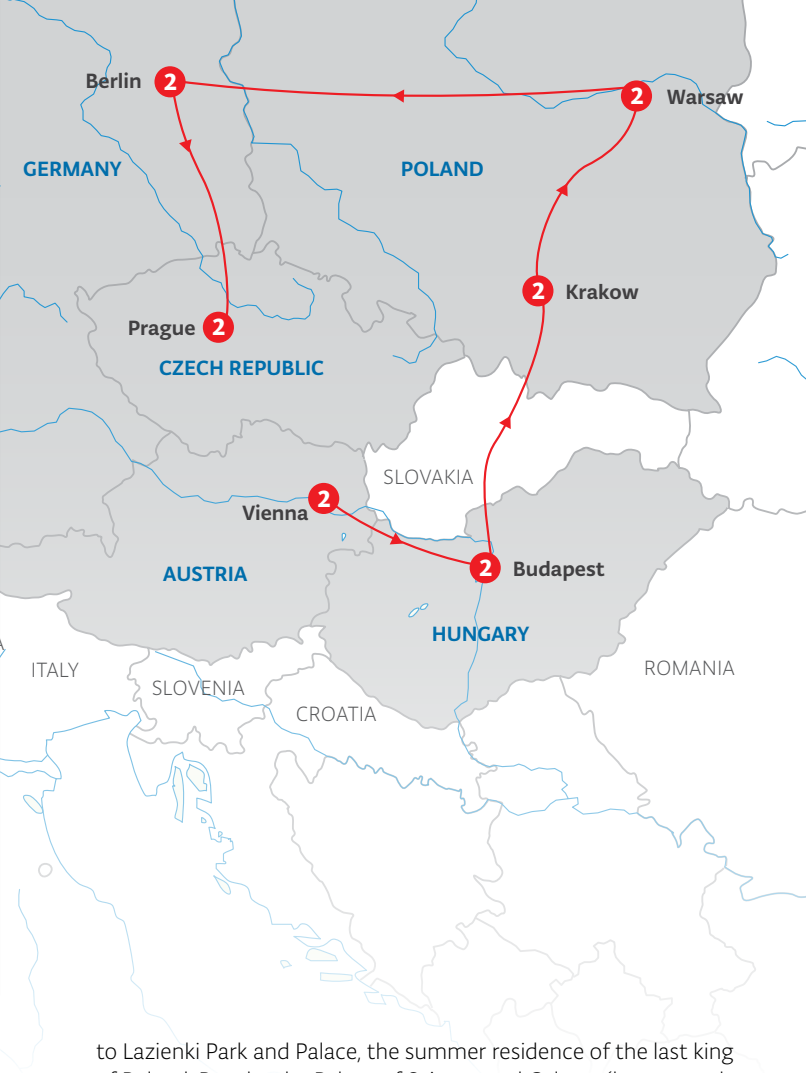 Berlin 2
2 Warsaw
GERMANY
POLAND
2 Krakow
Prague 2
CZECH REPUBLIC
SLOVAKIA
2
Vienna
2 Budapest
AUSTRIA
HUNGARY
ITALY
ROMANIA
SLOVENIA
CROATIA
to Lazienki Park and Palace, the summer residence of the last king